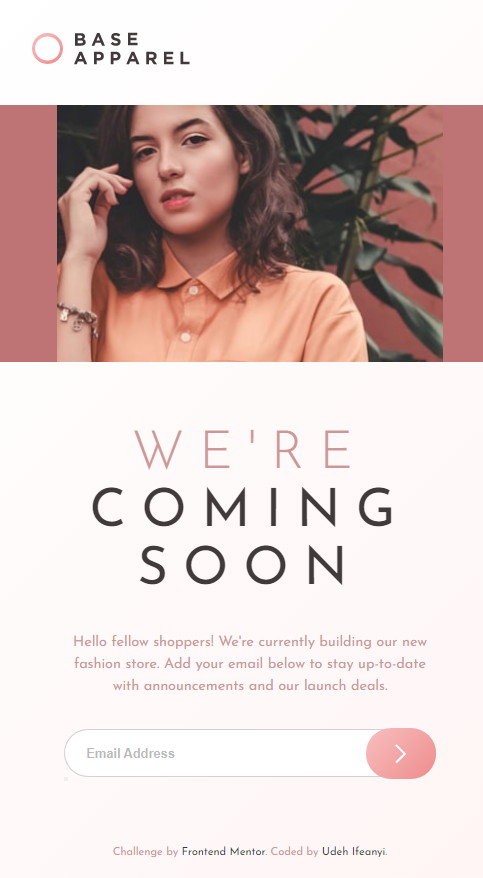 BASE
APPAREL
WE'RE
COMING
SOON
Hello fellow shoppers! We're currently building our new
fashion store. Add your email below to stay up-to-date
with announcements and our launch deals.
Email Address
Challenge by Frontend Mentor. Coded by Udeh Ifeanyi.